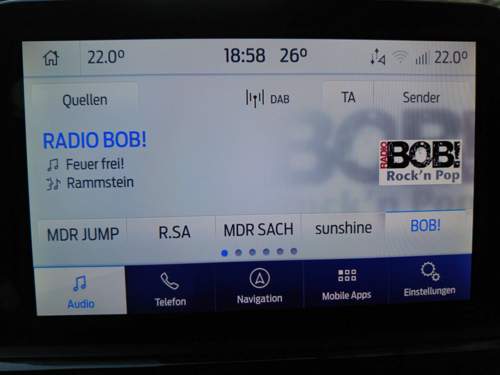 22.0° 18:58 26° 22.0°
Quellen DAB TA Sender
RADIO BOB!
Feuer frei!
Rammstein
RADIO BOB!
Rock'n Pop
MDR JUMP R.SA MDR SACH sunshine BOB!
Audio Telefon Navigation Mobile Apps Einstellungen